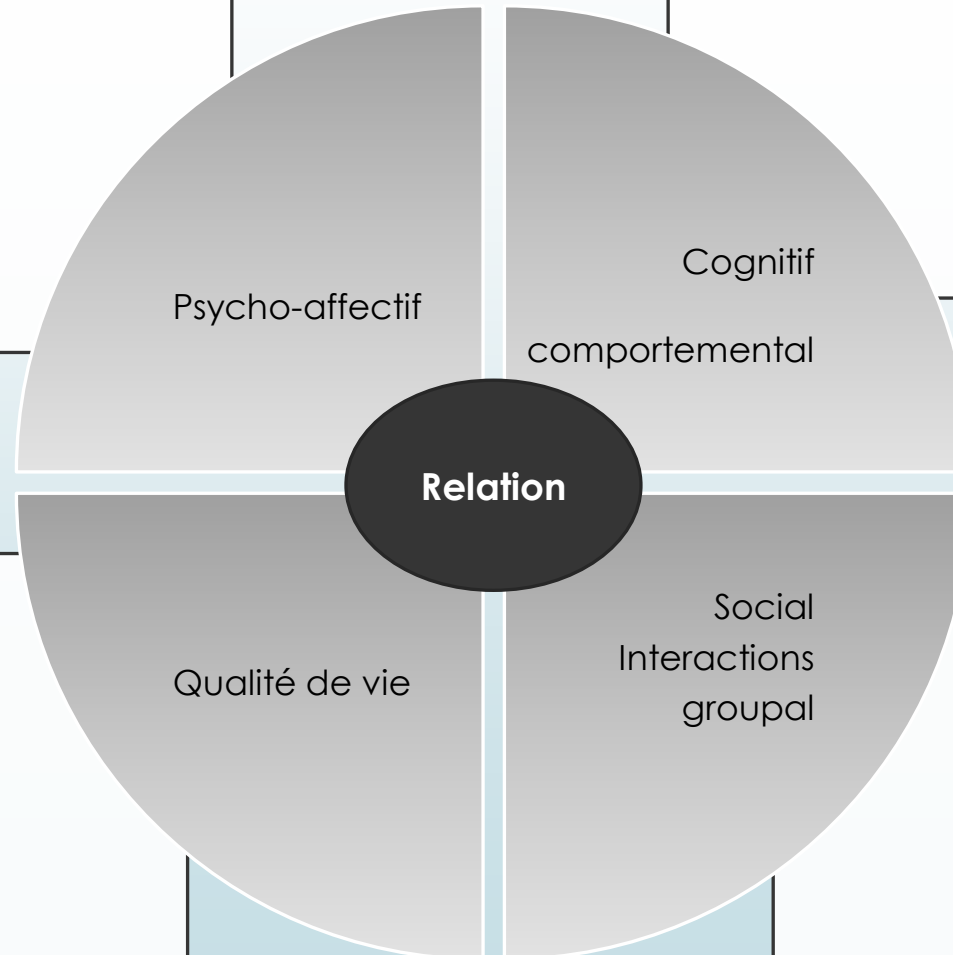 Psycho-affectif
Cognitif
comportemental
Relation
Qualité de vie
Social
Interactions
groupal